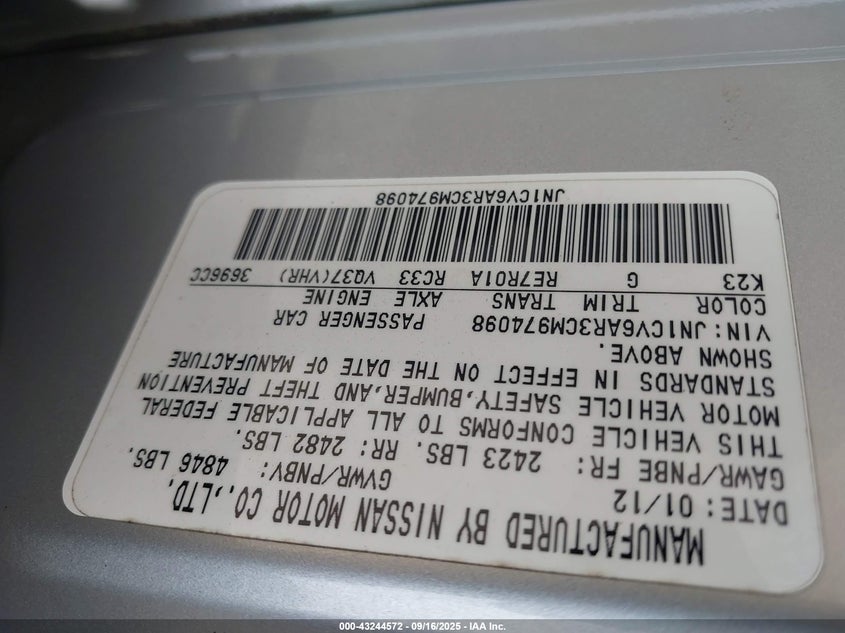 MANUFACTURED BY NISSAN MOTOR CO.,LTD.
DATE: 01/12 GVWR/PNBV: 4846 LBS.
GAWR/PNBE FR: 2423 LBS. RR: 2482 LBS.
THIS VEHICLE CONFORMS TO ALL APPLICABLE FEDERAL
MOTOR VEHICLE SAFETY,BUMPER,AND THEFT PREVENTION
STANDARDS IN EFFECT ON THE DATE OF MANUFACTURE
SHOWN ABOVE.
VIN: JN1CV6AR3CM974098 PASSENGER CAR
COLOR TRIM TRANS AXLE ENGINE
K23 G RE7R01A RC33 VQ37(VHR) 3696CC
JN1CV6AR3CM974098
000-43244572 - 09/16/2025 - IAA Inc.